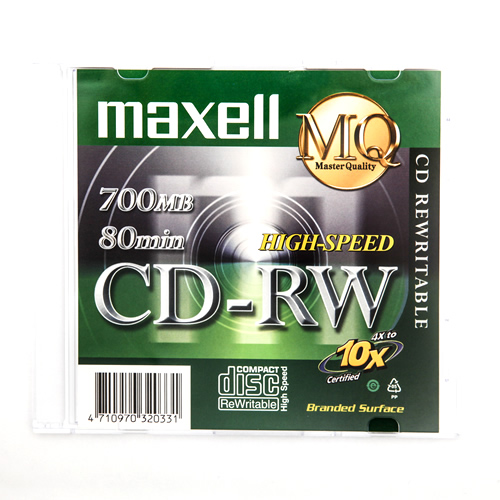 maxell
MQ
Master Quality
CD REWRITABLE
700MB
80min
HIGH-SPEED
CD-RW
4X to
10X
Certified
COMPACT
disc
ReWritable
High Speed
PP
Branded Surface
4 710970 320331